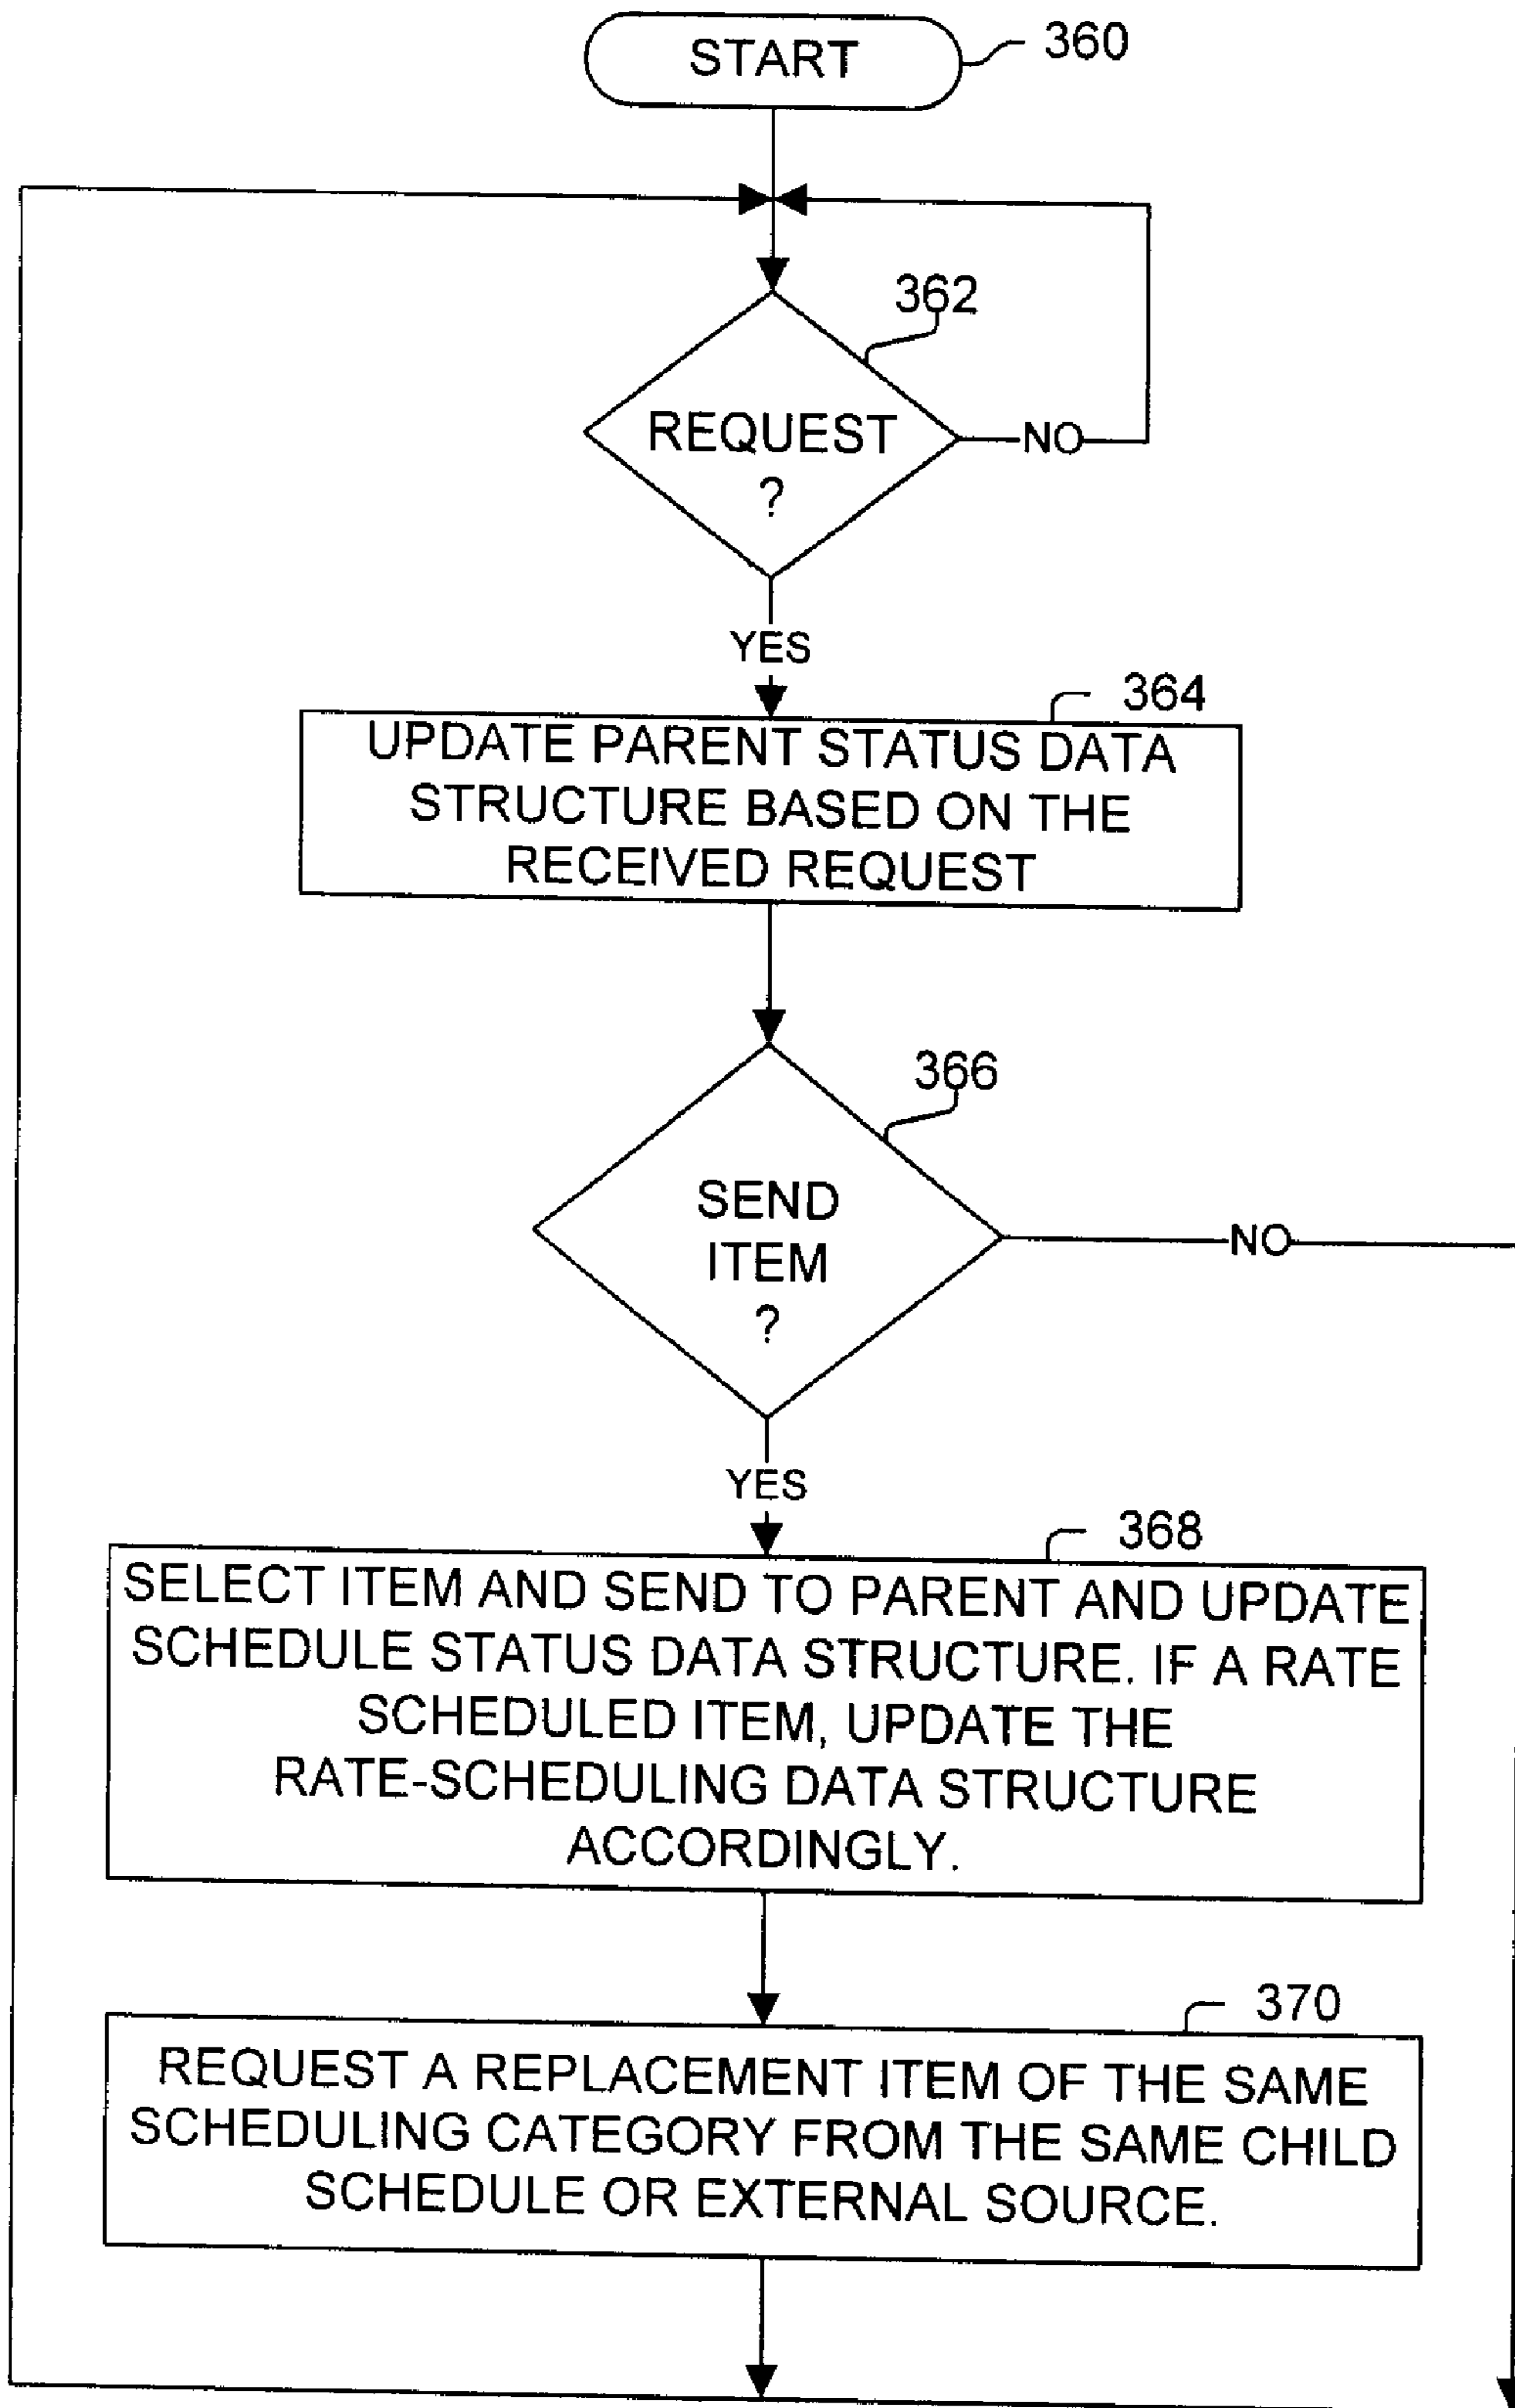 START
360
362
REQUEST
?
NO
YES
364
UPDATE PARENT STATUS DATA
STRUCTURE BASED ON THE
RECEIVED REQUEST
366
SEND
ITEM
?
NO
YES
368
SELECT ITEM AND SEND TO PARENT AND UPDATE
SCHEDULE STATUS DATA STRUCTURE. IF A RATE
SCHEDULED ITEM, UPDATE THE
RATE-SCHEDULING DATA STRUCTURE
ACCORDINGLY.
370
REQUEST A REPLACEMENT ITEM OF THE SAME
SCHEDULING CATEGORY FROM THE SAME CHILD
SCHEDULE OR EXTERNAL SOURCE.